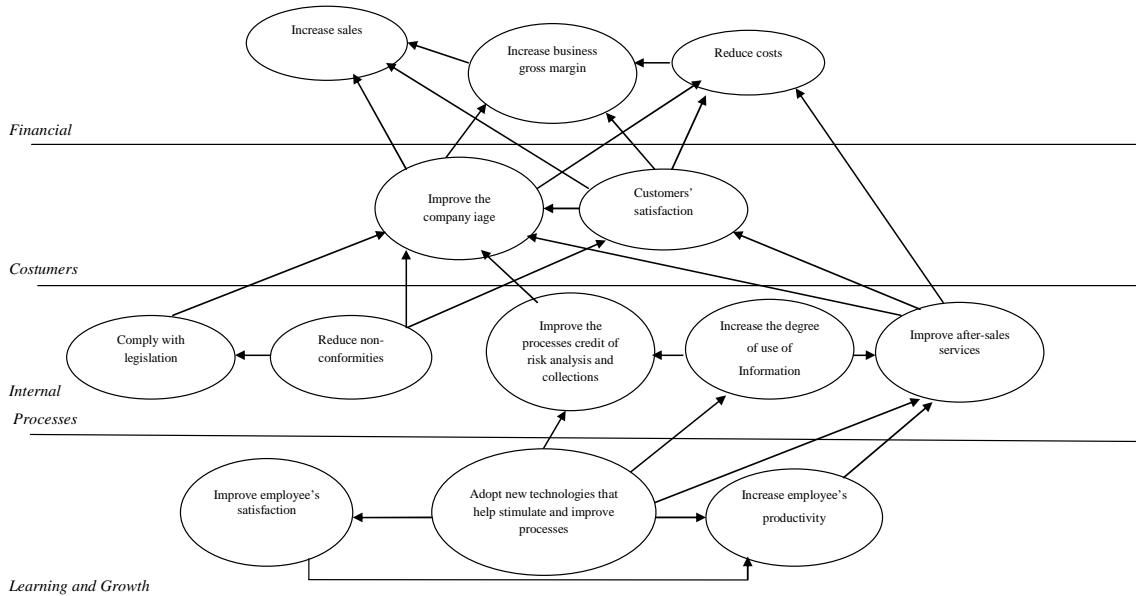 Increase sales
Increase business
gross margin
Reduce costs
Financial
Improve the
company iage
Customers’
satisfaction
Costumers
Comply with
legislation
Reduce non-
conformities
Improve the
processes credit of
risk analysis and
collections
Increase the degree
of use of
Information
Improve after-sales
services
Internal
Processes
Improve employee’s
satisfaction
Adopt new technologies that
help stimulate and improve
processes
Increase employee’s
productivity
Learning and Growth